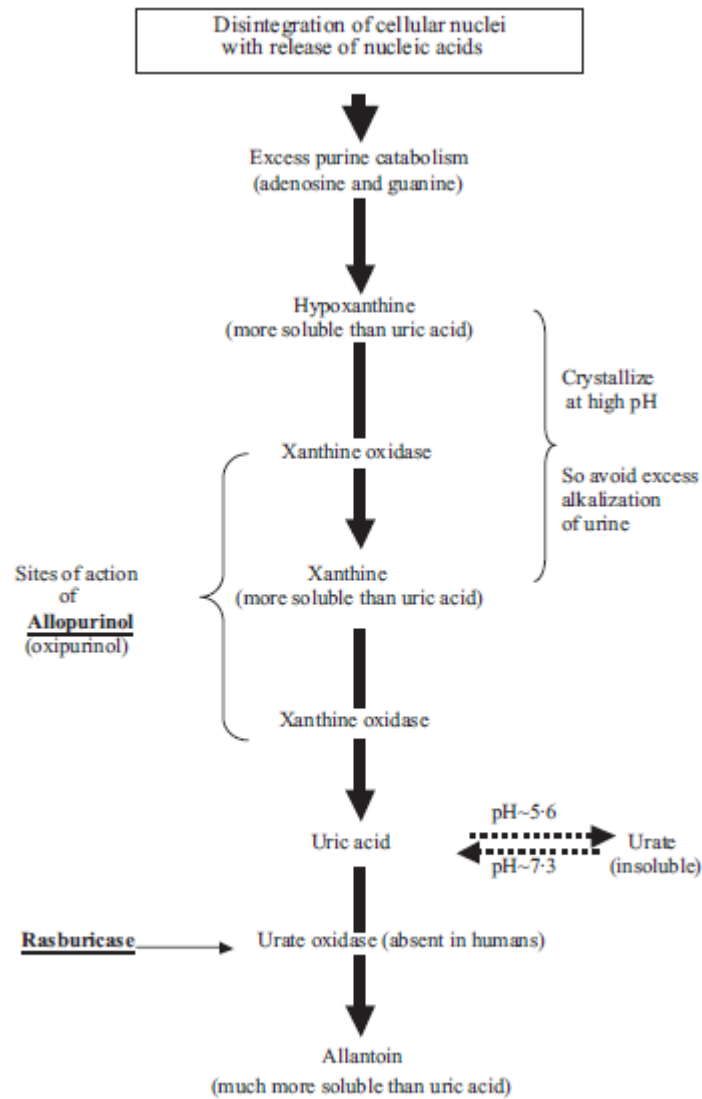 Disintegration of cellular nuclei
with release of nucleic acids
Excess purine catabolism
(adenosine and guanine)
Hypoxanthine
(more soluble than uric acid)
Crystallize
at high pH
Xanthine oxidase
So avoid excess
alkalization
of urine
Sites of action
of
Allopurinol
(oxipurinol)
Xanthine
(more soluble than uric acid)
Xanthine oxidase
pH~5·6
Uric acid
Urate
(insoluble)
pH~7·3
Rasburicase
Urate oxidase (absent in humans)
Allantoin
(much more soluble than uric acid)